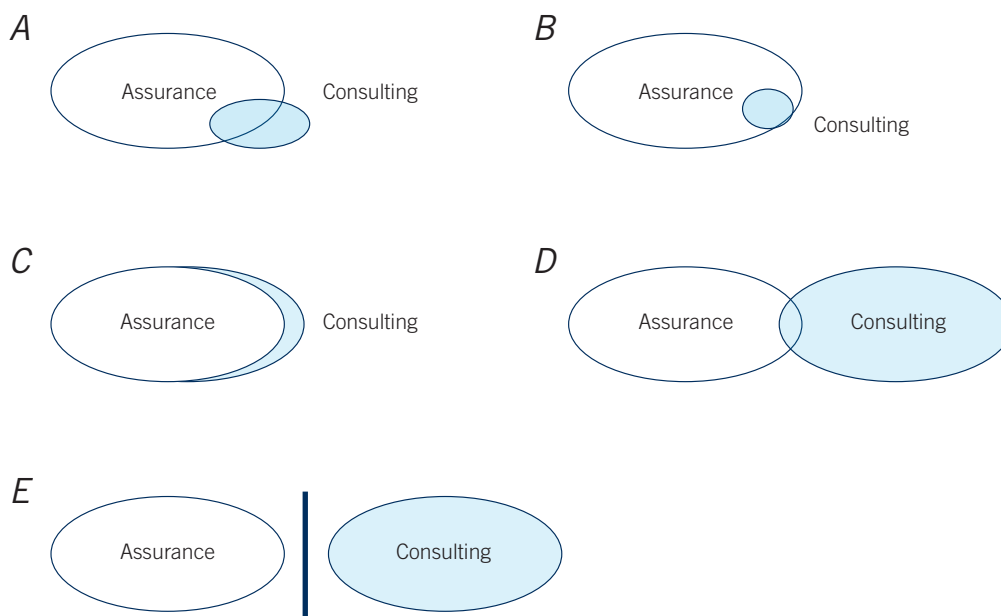 A
B
Assurance
Consulting
Assurance
Consulting
C
D
Assurance
Consulting
Assurance
Consulting
E
Assurance
Consulting